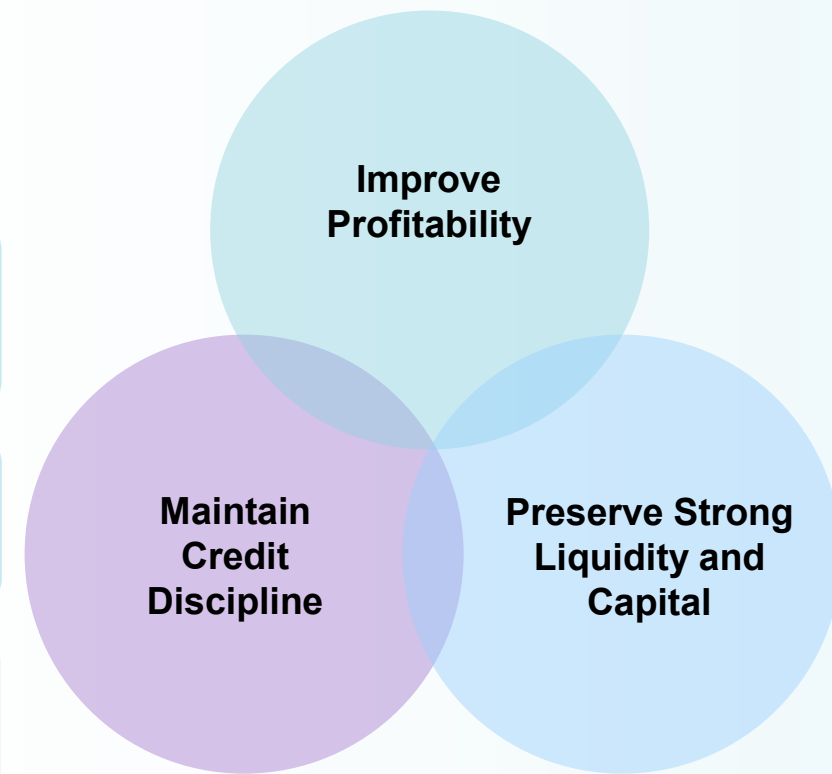 Improve
Profitability
Maintain
Credit
Discipline
Preserve Strong
Liquidity and
Capital